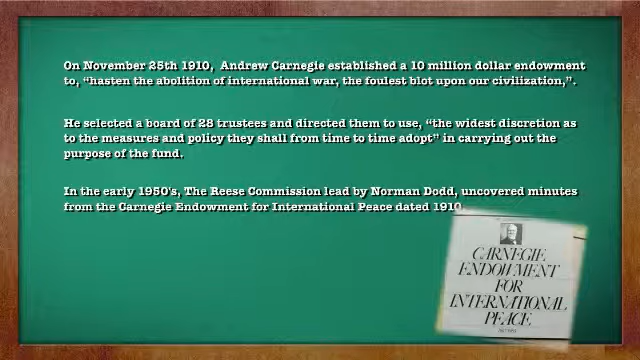 On November 25th 1910, Andrew Carnegie established a 10 million dollar endowment
to, “hasten the abolition of international war, the foulest blot upon our civilization,”.
He selected a board of 28 trustees and directed them to use, “the widest discretion as
to the measures and policy they shall from time to time adopt” in carrying out the
purpose of the fund.
In the early 1950's, The Reese Commission lead by Norman Dodd, uncovered minutes
from the Carnegie Endowment for International Peace dated 1910.
CARNEGIE
ENDOWMENT
FOR
INTERNATIONAL
PEACE